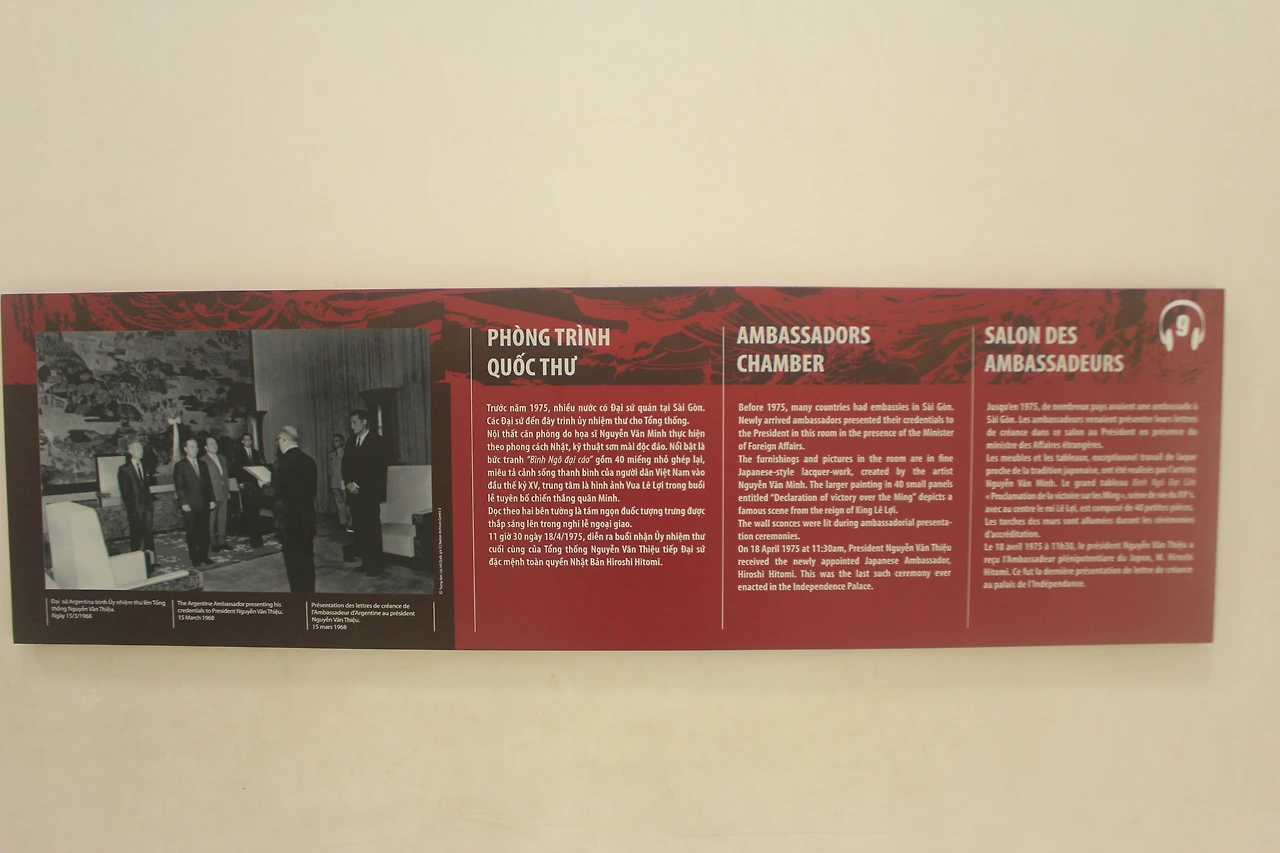 PHÒNG TRÌNH
QUỐC THƯ
Trước năm 1975, nhiều nước có Đại sứ quán tại Sài Gòn.
Các Đại sứ đến đây trình ủy nhiệm thư cho Tổng thống.
Nội thất căn phòng do họa sĩ Nguyễn Văn Minh thực hiện
theo phong cách Nhật, kỹ thuật sơn mài độc đáo. Nổi bật là
bức tranh “Bình Ngô đại cáo” gồm 40 miếng nhỏ ghép lại,
miêu tả cảnh sống thanh bình của người dân Việt Nam vào
đầu thế kỷ XV, trung tâm là hình ảnh Vua Lê Lợi trong buổi
lễ tuyên bố chiến thắng quân Minh.
Dọc theo hai bên tường là tám ngọn đuốc tượng trưng được
thắp sáng lên trong nghi lễ ngoại giao.
11 giờ 30 ngày 18/4/1975, diễn ra buổi nhận Ủy nhiệm thư
cuối cùng của Tổng thống Nguyễn Văn Thiệu tiếp Đại sứ
đặc mệnh toàn quyền Nhật Bản Hiroshi Hitomi.
AMBASSADORS
CHAMBER
Before 1975, many countries had embassies in Sài Gòn.
Newly arrived ambassadors presented their credentials to
the President in this room in the presence of the Minister
of Foreign Affairs.
The furnishings and pictures in the room are in fine
Japanese-style lacquer-work, created by the artist
Nguyễn Văn Minh. The larger painting in 40 small panels
entitled “Declaration of victory over the Ming” depicts a
famous scene from the reign of King Lê Lợi.
The wall sconces were lit during ambassadorial presenta-
tion ceremonies.
On 18 April 1975 at 11:30am, President Nguyễn Văn Thiệu
received the newly appointed Japanese Ambassador,
Hiroshi Hitomi. This was the last such ceremony ever
enacted in the Independence Palace.
SALON DES
AMBASSADEURS
9
Jusqu'en 1975, de nombreux pays avaient une ambassade à
Sài Gòn. Les ambassadeurs venaient présenter leurs lettres
de créance dans ce salon au Président en présence du
ministre des Affaires étrangères.
Les meubles et les tableaux, exceptionnel travail de laque
proche de la tradition japonaise, ont été réalisés par l'artiste
Nguyễn Văn Minh. Le grand tableau Bình Ngô Đại Cáo
« Proclamation de la victoire sur les Ming », scène de vie du XVe s.
avec au centre le roi Lê Lợi, est composé de 40 petites pièces.
Les torches des murs sont allumées durant les cérémonies
d'accréditation.
Le 18 avril 1975 à 11h30, le président Nguyễn Văn Thiệu a
reçu l'Ambassadeur plénipotentiaire du Japon, M. Hiroshi
Hitomi. Ce fut la dernière présentation de lettre de créance
au palais de l'Indépendance.
Đại sứ Argentina trình Ủy nhiệm thư lên Tổng
thống Nguyễn Văn Thiệu.
Ngày 15/3/1968
The Argentine Ambassador presenting his
credentials to President Nguyễn Văn Thiệu.
15 March 1968
Présentation des lettres de créance de
l'Ambassadeur d'Argentine au président
Nguyễn Văn Thiệu.
15 mars 1968